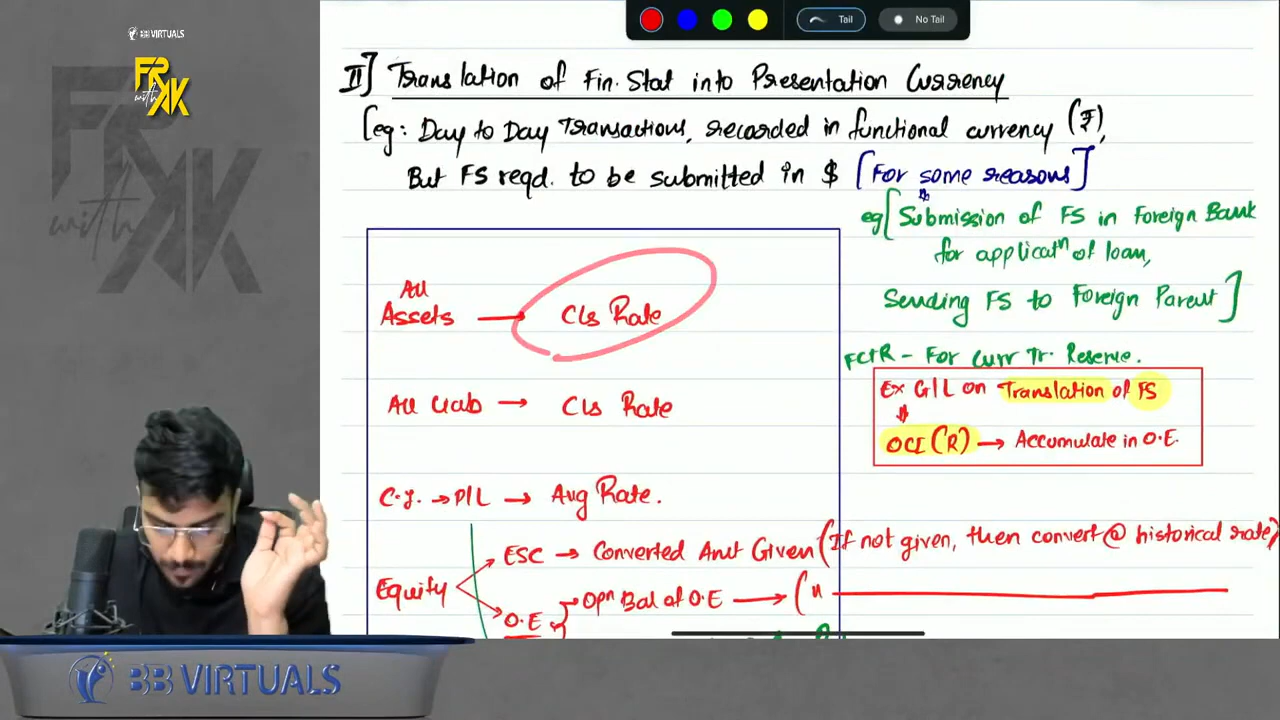 BB VIRTUALS
FR with AK
Tail
No Tail
II] Translation of Fin. Stat into Presentation Currency
[eg: Day to Day Transactions, recorded in functional currency (₹),
But FS reqd. to be submitted in $ [For some reasons]
eg [Submission of FS in Foreign Bank
for applicatⁿ of loan,
Sending FS to Foreign Parent]
FCTR - For Curr Tr. Reserve.
Ex G/L on Translation of FS
OCI (R) → Accumulate in O.E.
All
Assets → Cls Rate
All Liab → Cls Rate
C.Y. → P/L → Avg Rate.
Equity
ESC → Converted Amt Given (If not given, then convert @ historical rate)
O.E
Opⁿ Bal of O.E → ( "
BB VIRTUALS